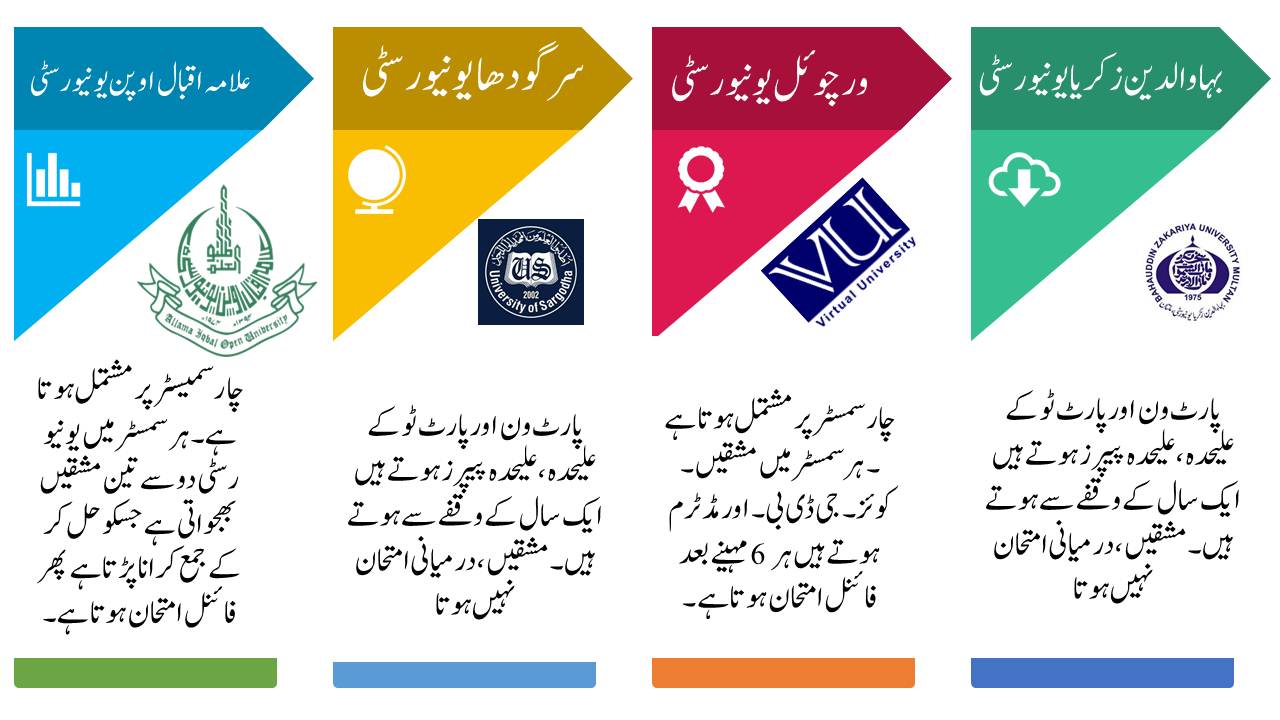 علامہ اقبال اوپن یونیورسٹی
Allama Iqbal Open University
چار سمیسٹر پر مشتمل ہوتا
ہے۔ ہر سمسٹر میں یونیو
رسٹی دو سے تین مشقیں
بھجواتی ہے جسکو حل کر
کے جمع کرانا پڑتا ہے پھر
فائنل امتحان ہوتا ہے۔
سرگودھا یونیورسٹی
US
2002
University of Sargodha
پارٹ ون اور پارٹ ٹو کے
علیحدہ ،علیحدہ پیپرز ہوتے ہیں
ایک سال کے وقفے سے ہوتے
ہیں۔ مشقیں ،درمیانی امتحان
نہیں ہوتا
ورچوئل یونیورسٹی
VU
Virtual University
چار سمسٹر پر مشتمل ہوتا ہے
۔ ہر سمسٹر میں مشقیں۔
کوئز۔ جی ڈی بی۔ اور مڈ ٹرم
ہوتے ہیں ہر 6 مہینے بعد
فائنل امتحان ہوتا ہے۔
بہاوالدین زکریا یونیورسٹی
BAHAUDDIN ZAKARIYA UNIVERSITY MULTAN
1975
پارٹ ون اور پارٹ ٹو کے
علیحدہ ،علیحدہ پیپرز ہوتے ہیں
ایک سال کے وقفے سے ہوتے
ہیں۔ مشقیں ،درمیانی امتحان
نہیں ہوتا